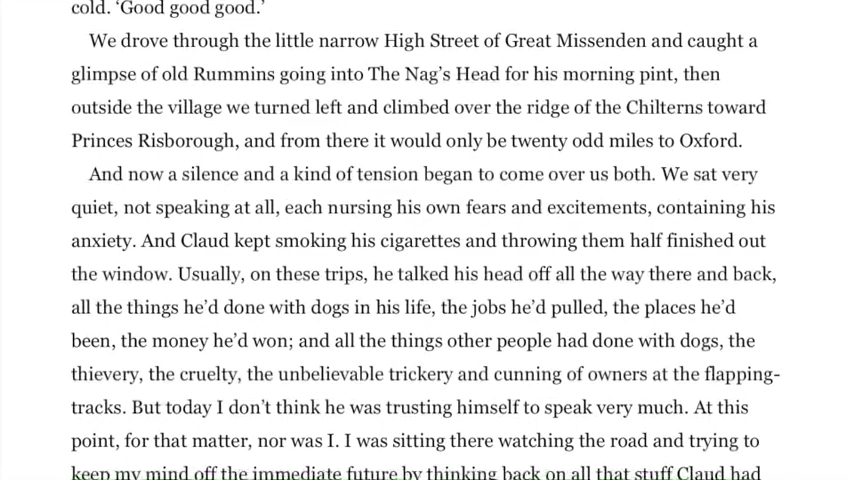 cold. ‘Good good good.’
We drove through the little narrow High Street of Great Missenden and caught a
glimpse of old Rummins going into The Nag’s Head for his morning pint, then
outside the village we turned left and climbed over the ridge of the Chilterns toward
Princes Risborough, and from there it would only be twenty odd miles to Oxford.
And now a silence and a kind of tension began to come over us both. We sat very
quiet, not speaking at all, each nursing his own fears and excitements, containing his
anxiety. And Claud kept smoking his cigarettes and throwing them half finished out
the window. Usually, on these trips, he talked his head off all the way there and back,
all the things he’d done with dogs in his life, the jobs he’d pulled, the places he’d
been, the money he’d won; and all the things other people had done with dogs, the
thievery, the cruelty, the unbelievable trickery and cunning of owners at the flapping-
tracks. But today I don’t think he was trusting himself to speak very much. At this
point, for that matter, nor was I. I was sitting there watching the road and trying to
keep my mind off the immediate future by thinking back on all that stuff Claud had